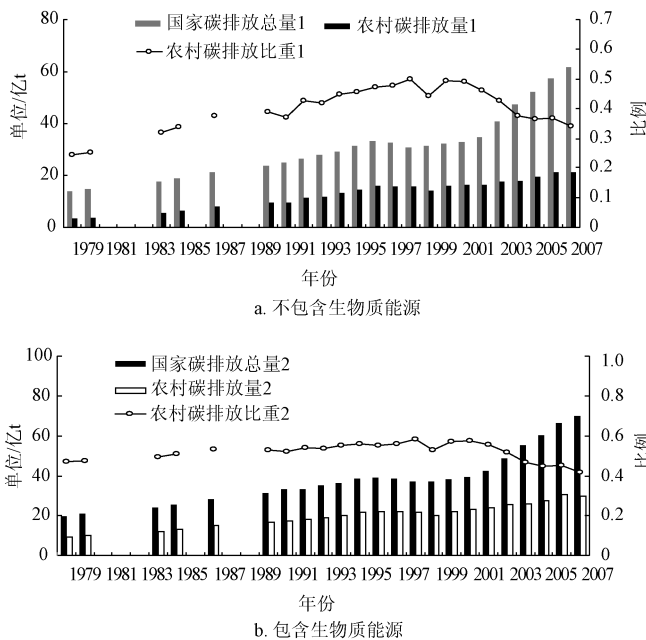 80
60
40
20
0
单位/亿t
国家碳排放总量1
农村碳排放量1
农村碳排放比重1
0.7
0.6
0.5
0.4
0.3
0.2
0.1
0
比例
1979 1981 1983 1985 1987 1989 1991 1993 1995 1997 1999 2001 2003 2005 2007
年份
a. 不包含生物质能源
100
80
60
40
20
0
单位/亿t
国家碳排放总量2
农村碳排放量2
农村碳排放比重2
1.0
0.8
0.6
0.4
0.2
0
比例
1979 1981 1983 1985 1987 1989 1991 1993 1995 1997 1999 2001 2003 2005 2007
年份
b. 包含生物质能源